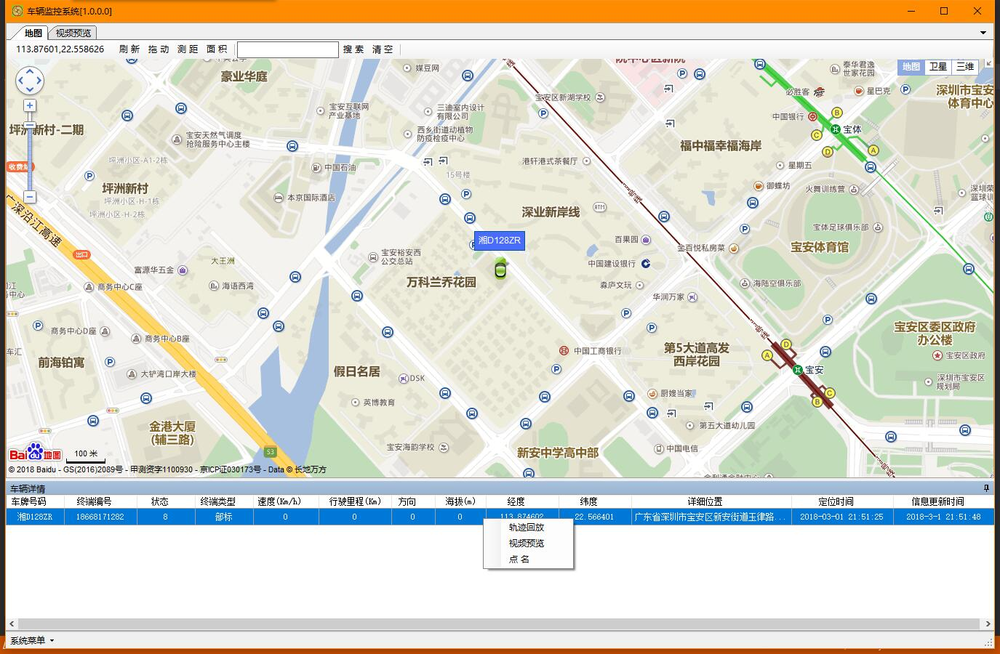 车辆监控系统[1.0.0.0]
地图 视频预览
113.87601,22.558626 刷 新 拖 动 测 距 面 积 搜 索 清 空
地图 卫星 三维
豪业华庭
媒豆网
宝安区新湖学校
泰华君逸
世家花园
必胜客
星巴克
深圳市宝安
体育中心
宝安互联网
产业基地
三迪室内设计
有限公司
中国银行
宝体
坪洲新村-二期
宝安天然气调度
抢险服务中心主楼
西乡街道动植物
防疫检疫中心
福中福幸福海岸
坪洲小区-A1-2栋
收费站
中国石油
15号楼
港轩港式茶餐厅
星期五
坪洲新村
坪洲小区-H-1栋
坪洲小区-H-2栋
本京国际酒店
1号线
御蝶坊
火舞训练营
深圳荣
篮球训
广深沿江高速
深业新岸线
ATM
宝体足球俱乐部
湘D128ZR
百果园
金百悦私房菜
宝安体育馆
出口
大王洲
宝安裕安西
公交总站
中国建设银行
富源华五金
万科兰乔花园
海语西湾
商务中心C座
淼庐文玩
华润万家
海陆空俱乐部
商务中心D座
商务中心B座
1号线
宝安区委区政府
办公楼
前海铂寓
中国工商银行
第5大道高发
西岸花园
宝安区政府
大铲湾口岸大楼
假日名居
DSK
宝安
深圳市宝安区
规划局
英博教育
厨嫂当家
金港大厦
(辅三路)
第五大道幼儿园
宝安海韵学校
新安中学高中部
中国电信
S3
1号线
Bai du 地图
100 米
© 2018 Baidu - GS(2016)2089号 - 甲测资字1100930 - 京ICP证030173号 - Data © 长地万方
车辆详情
车牌号码 终端编号 状态 终端类型 速度(Km/h) 行驶里程(Km) 方向 海拔(m) 经度 纬度 详细位置 定位时间 信息更新时间
湘D128ZR 18668171282 8 部标 0 0 0 0 113.874602 22.566401 广东省深圳市宝安区新安街道玉律路... 2018-03-01 21:51:25 2018-3-1 21:51:48
轨迹回放
视频预览
点 名
系统菜单